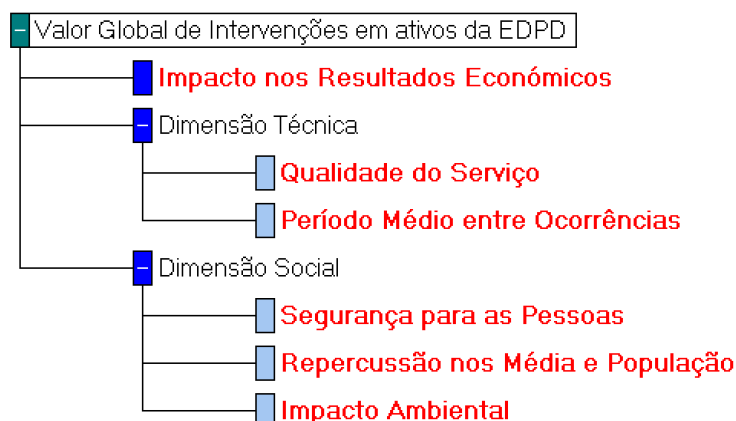 Valor Global de Intervenções em ativos da EDPD
Impacto nos Resultados Económicos
Dimensão Técnica
Qualidade do Serviço
Período Médio entre Ocorrências
Dimensão Social
Segurança para as Pessoas
Repercussão nos Média e População
Impacto Ambiental